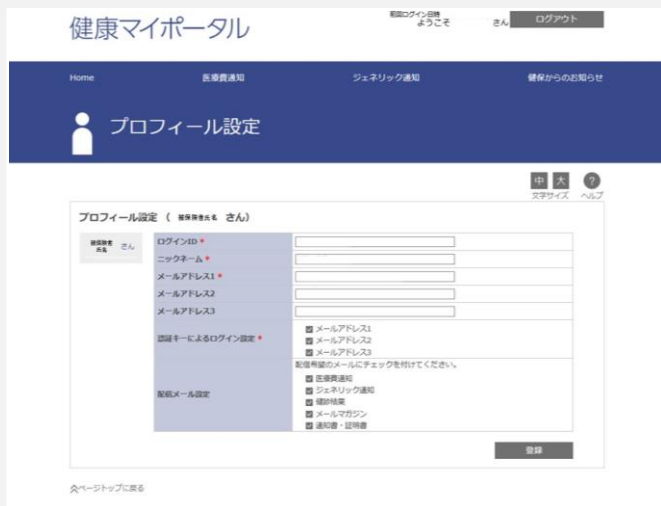 健康マイポータル
前回ログイン日時
ようこそ さん
ログアウト
Home 医療費通知 ジェネリック通知 健保からのお知らせ
プロフィール設定
中 大 ?
文字サイズ ヘルプ
プロフィール設定 ( 被保険者氏名 さん)
被保険者氏名 さん
ログインID *
ニックネーム *
メールアドレス1 *
メールアドレス2
メールアドレス3
認証キーによるログイン設定 *
メールアドレス1
メールアドレス2
メールアドレス3
配信メール設定
配信希望のメールにチェックを付けてください。
医療費通知
ジェネリック通知
健診結果
メールマガジン
通知書・証明書
登録
ページトップに戻る